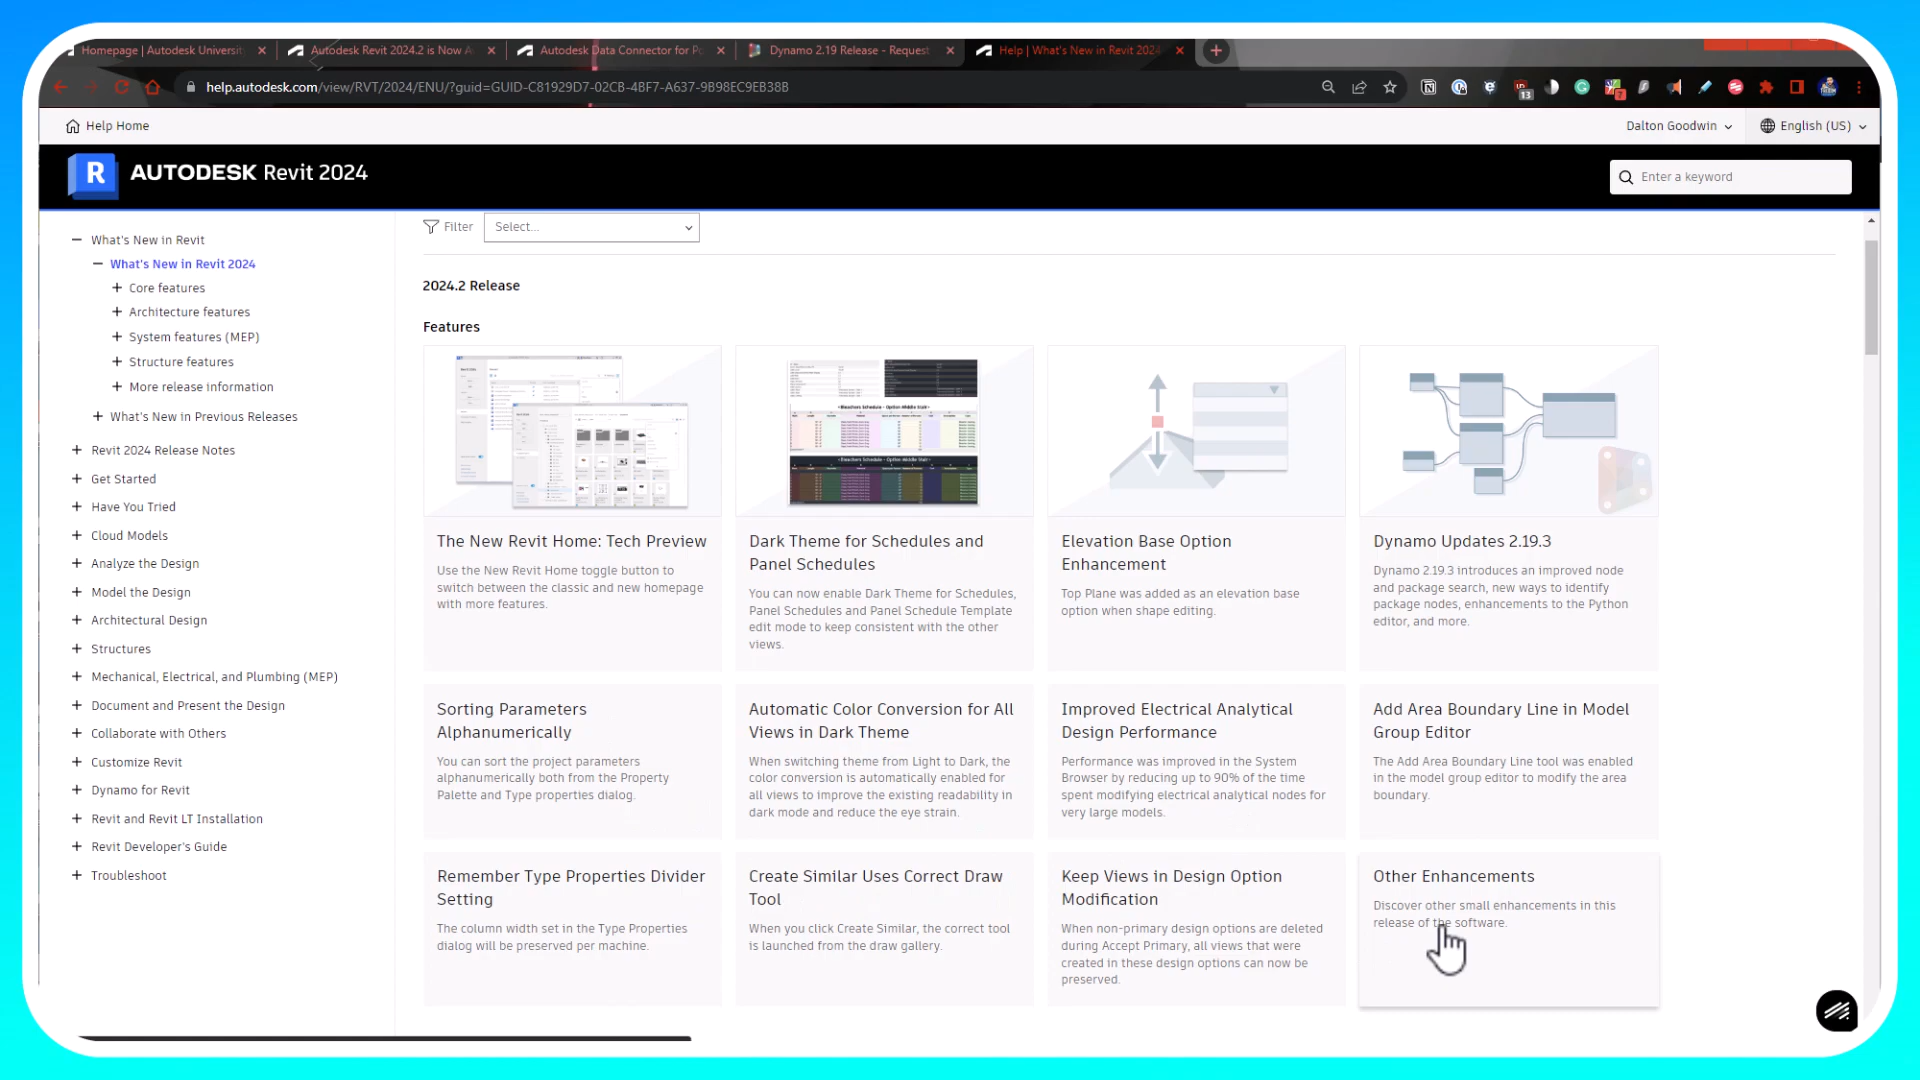 Homepage | Autodesk Universit
Autodesk Revit 2024.2 is Now A
Autodesk Data Connector for Po
Dynamo 2.19 Release - Request
Help | What's New in Revit 2024
help.autodesk.com/view/RVT/2024/ENU/?guid=GUID-C81929D7-02CB-4BF7-A637-9B98EC9EB38B
13
2
Help Home
Dalton Goodwin
English (US)
R
AUTODESK Revit 2024
Enter a keyword
What's New in Revit
What's New in Revit 2024
Core features
Architecture features
System features (MEP)
Structure features
More release information
What's New in Previous Releases
Revit 2024 Release Notes
Get Started
Have You Tried
Cloud Models
Analyze the Design
Model the Design
Architectural Design
Structures
Mechanical, Electrical, and Plumbing (MEP)
Document and Present the Design
Collaborate with Others
Customize Revit
Dynamo for Revit
Revit and Revit LT Installation
Revit Developer's Guide
Troubleshoot
Filter
Select...
2024.2 Release
Features
The New Revit Home: Tech Preview
Use the New Revit Home toggle button to
switch between the classic and new homepage
with more features.
<Bleachers Schedule - Option Middle Stair>
<Bleachers Schedule - Option Middle Stair>
Dark Theme for Schedules and
Panel Schedules
You can now enable Dark Theme for Schedules,
Panel Schedules and Panel Schedule Template
edit mode to keep consistent with the other
views.
Elevation Base Option
Enhancement
Top Plane was added as an elevation base
option when shape editing.
Dynamo Updates 2.19.3
Dynamo 2.19.3 introduces an improved node
and package search, new ways to identify
package nodes, enhancements to the Python
editor, and more.
Sorting Parameters
Alphanumerically
You can sort the project parameters
alphanumerically both from the Property
Palette and Type properties dialog.
Automatic Color Conversion for All
Views in Dark Theme
When switching theme from Light to Dark, the
color conversion is automatically enabled for
all views to improve the existing readability in
dark mode and reduce the eye strain.
Improved Electrical Analytical
Design Performance
Performance was improved in the System
Browser by reducing up to 90% of the time
spent modifying electrical analytical nodes for
very large models.
Add Area Boundary Line in Model
Group Editor
The Add Area Boundary Line tool was enabled
in the model group editor to modify the area
boundary.
Remember Type Properties Divider
Setting
The column width set in the Type Properties
dialog will be preserved per machine.
Create Similar Uses Correct Draw
Tool
When you click Create Similar, the correct tool
is launched from the draw gallery.
Keep Views in Design Option
Modification
When non-primary design options are deleted
during Accept Primary, all views that were
created in these design options can now be
preserved.
Other Enhancements
Discover other small enhancements in this
release of the software.